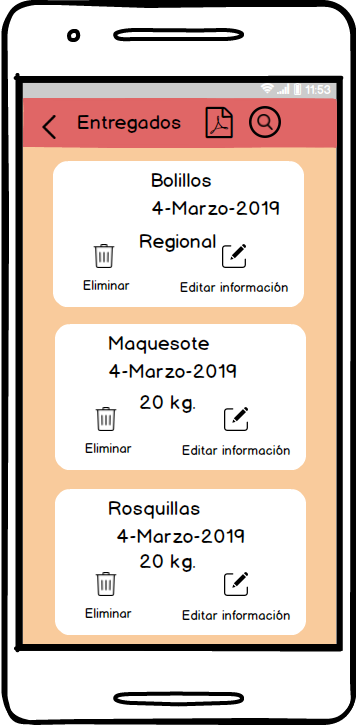 11:53
Entregados
Bolillos
4-Marzo-2019
Regional
Eliminar
Editar información
Maquesote
4-Marzo-2019
20 kg.
Eliminar
Editar información
Rosquillas
4-Marzo-2019
20 kg.
Eliminar
Editar información